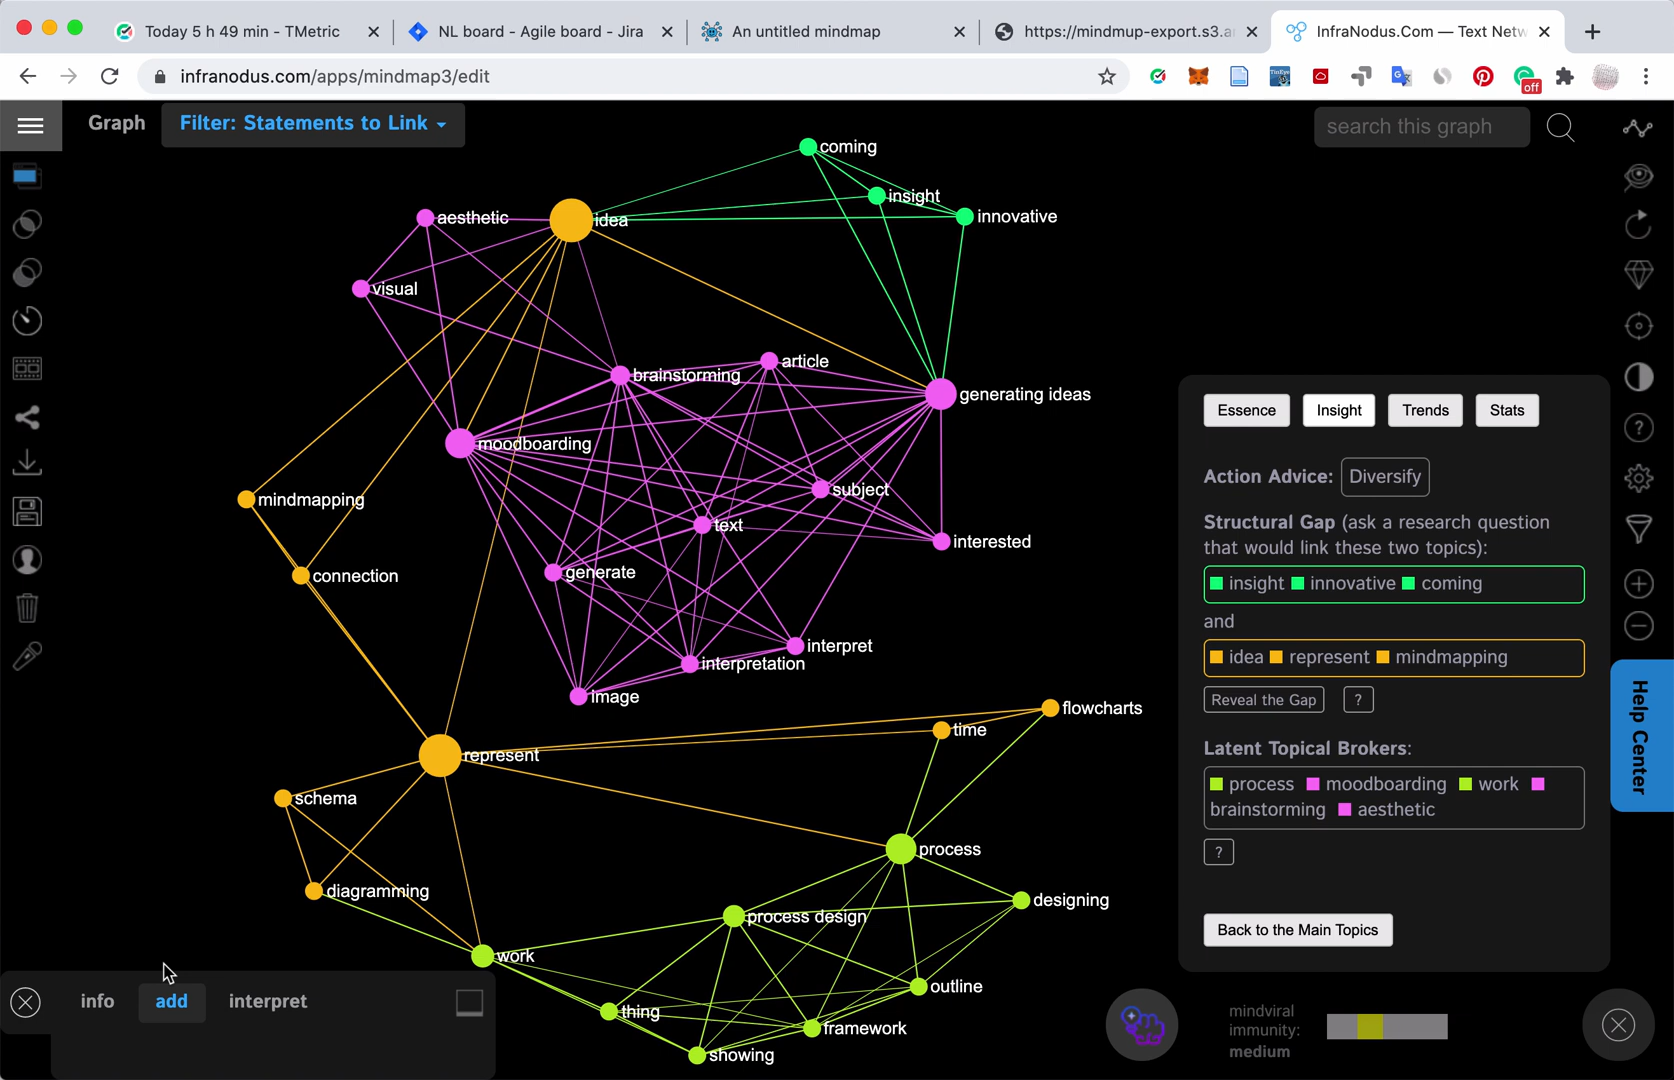 Today 5 h 49 min - TMetric
NL board - Agile board - Jira
An untitled mindmap
https://mindmup-export.s3.a
InfraNodus.Com — Text Netw
infranodus.com/apps/mindmap3/edit
off
Graph
Filter: Statements to Link
search this graph
coming
insight
innovative
aesthetic
idea
visual
brainstorming
article
generating ideas
moodboarding
subject
mindmapping
text
interested
connection
generate
interpret
interpretation
image
flowcharts
time
represent
schema
process
diagramming
designing
process design
work
outline
thing
framework
showing
Essence
Insight
Trends
Stats
Action Advice: Diversify
Structural Gap (ask a research question
that would link these two topics):
insight innovative coming
and
idea represent mindmapping
Reveal the Gap
?
Latent Topical Brokers:
process moodboarding work
brainstorming aesthetic
?
Back to the Main Topics
Help Center
?
info
add
interpret
mindviral
immunity:
medium